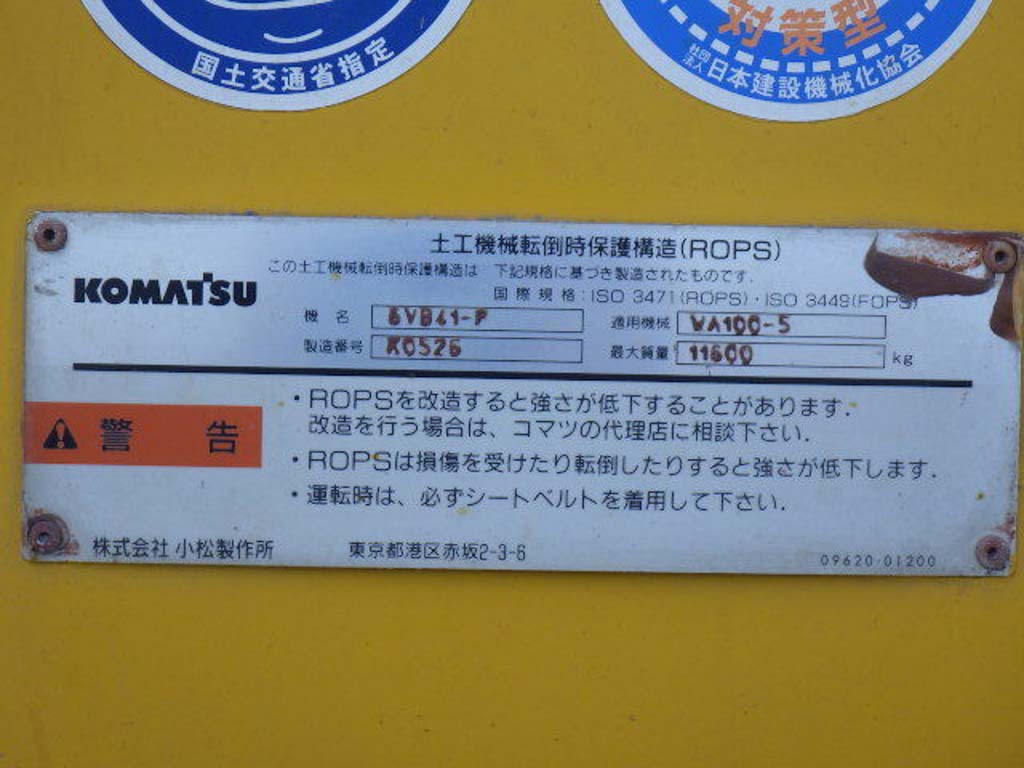 国土交通省指定
対策型
社団法人日本建設機械化協会
土工機械転倒時保護構造(ROPS)
この土工機械転倒時保護構造は 下記規格に基づき製造されたものです.
KOMATSU
国際規格:ISO 3471(ROPS)・ISO 3449(FOPS)
機名 6VB41-P 適用機械 WA100-5
製造番号 K0526 最大質量 11600 kg
・ROPSを改造すると強さが低下することがあります.
改造を行う場合は、コマツの代理店に相談下さい.
警告
・ROPSは損傷を受けたり転倒したりすると強さが低下します.
・運転時は、必ずシートベルトを着用して下さい.
株式会社 小松製作所 東京都港区赤坂2-3-6
09620-01200